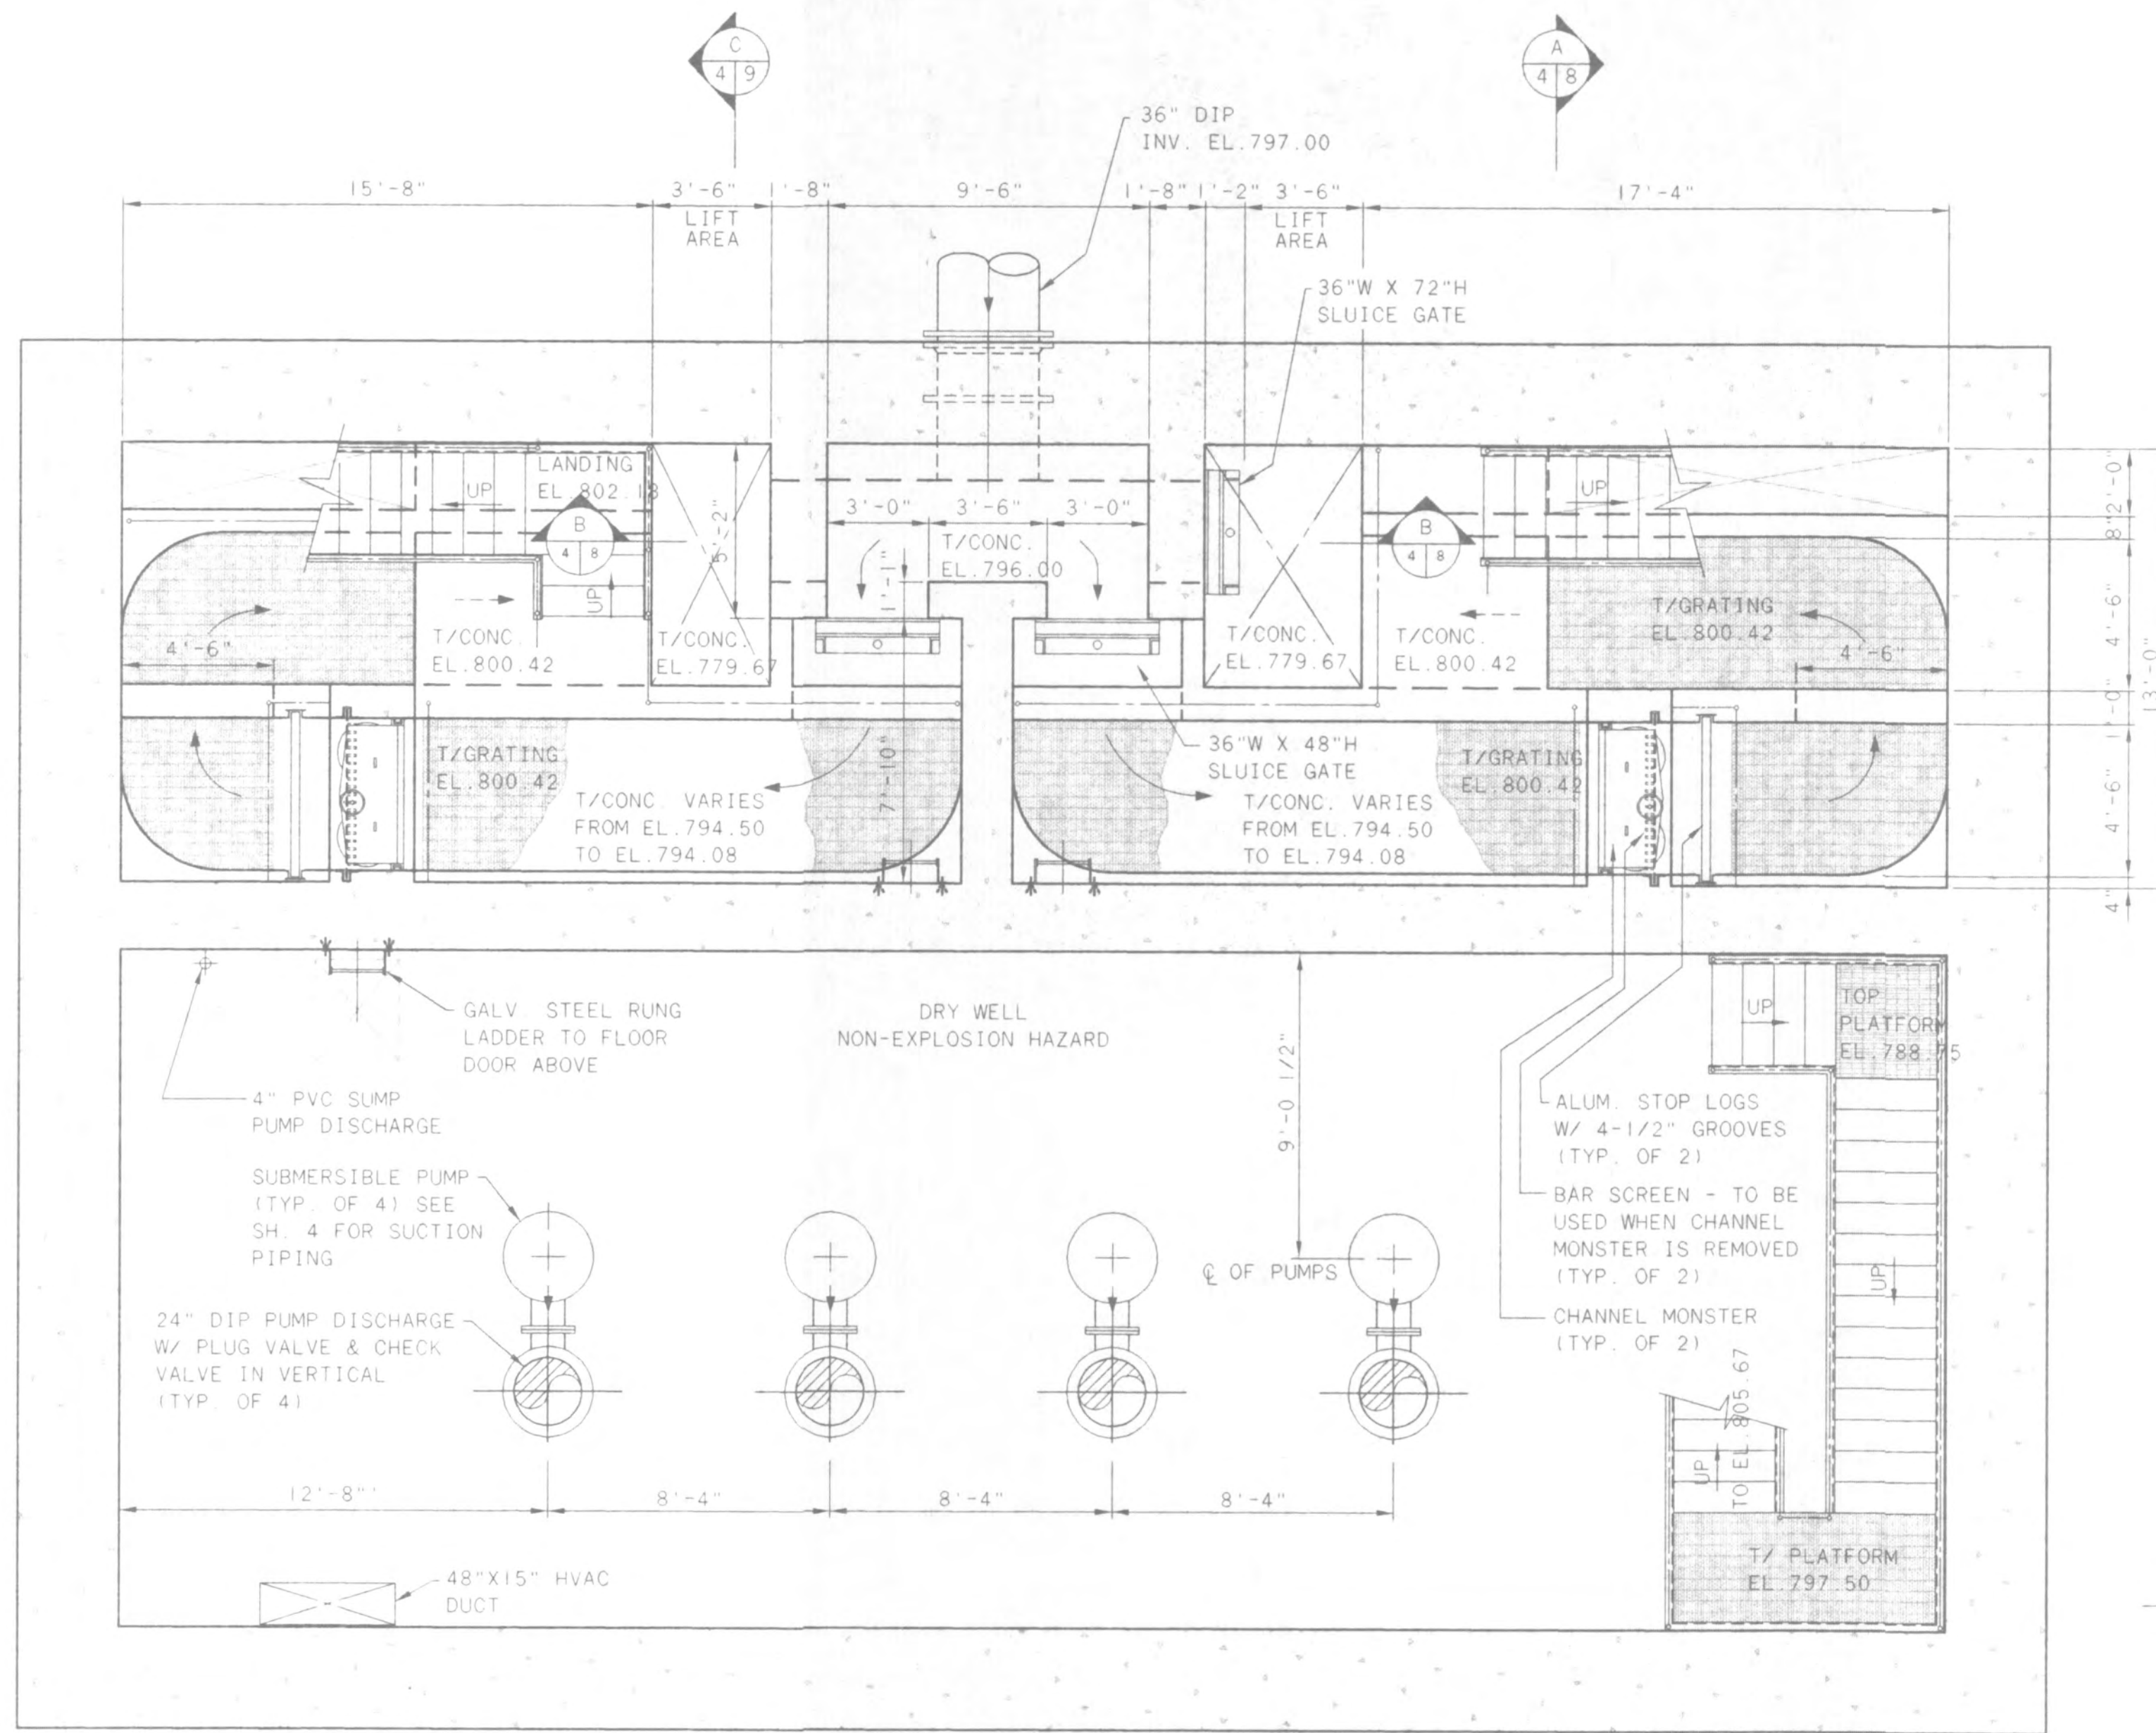 C
4 9
A
4 8
36" DIP
INV. EL.797.00
15'-8"
3'-6"
LIFT
AREA
1'-8"
9'-6"
1'-8"
1'-2"
3'-6"
LIFT
AREA
17'-4"
36"W X 72"H
SLUICE GATE
LANDING
EL.802.18
UP
B
4 8
UP
5'-2"
3'-0"
3'-6"
3'-0"
T/CONC.
EL.796.00
1'-1"
B
4 8
UP
2'-0"
8"
4'-6"
13'-0"
1'-0"
4'-6"
4"
4'-6"
T/CONC.
EL.800.42
T/CONC.
EL.779.67
T/CONC.
EL.779.67
T/CONC.
EL.800.42
T/GRATING
EL.800.42
4'-6"
T/GRATING
EL.800.42
T/CONC. VARIES
FROM EL.794.50
TO EL.794.08
7'-10"
36"W X 48"H
SLUICE GATE
T/CONC. VARIES
FROM EL.794.50
TO EL.794.08
T/GRATING
EL.800.42
GALV. STEEL RUNG
LADDER TO FLOOR
DOOR ABOVE
DRY WELL
NON-EXPLOSION HAZARD
9'-0 1/2"
UP
TOP
PLATFORM
EL.788.75
4" PVC SUMP
PUMP DISCHARGE
ALUM. STOP LOGS
W/ 4-1/2" GROOVES
(TYP. OF 2)
SUBMERSIBLE PUMP
(TYP. OF 4) SEE
SH. 4 FOR SUCTION
PIPING
BAR SCREEN - TO BE
USED WHEN CHANNEL
MONSTER IS REMOVED
(TYP. OF 2)
℄ OF PUMPS
UP
24" DIP PUMP DISCHARGE
W/ PLUG VALVE & CHECK
VALVE IN VERTICAL
(TYP. OF 4)
CHANNEL MONSTER
(TYP. OF 2)
UP
TO EL.805.67
12'-8"
8'-4"
8'-4"
8'-4"
T/ PLATFORM
EL.797.50
48"X15" HVAC
DUCT